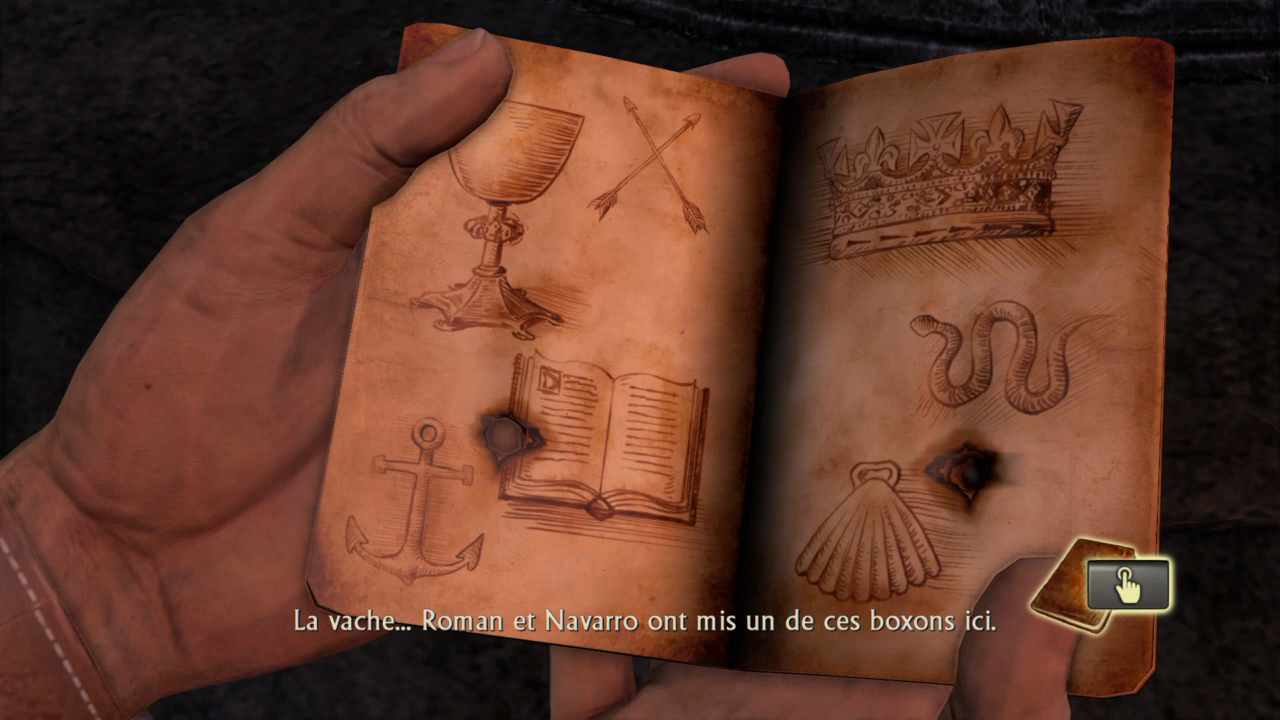 La vache... Roman et Navarro ont mis un de ces boxons ici.